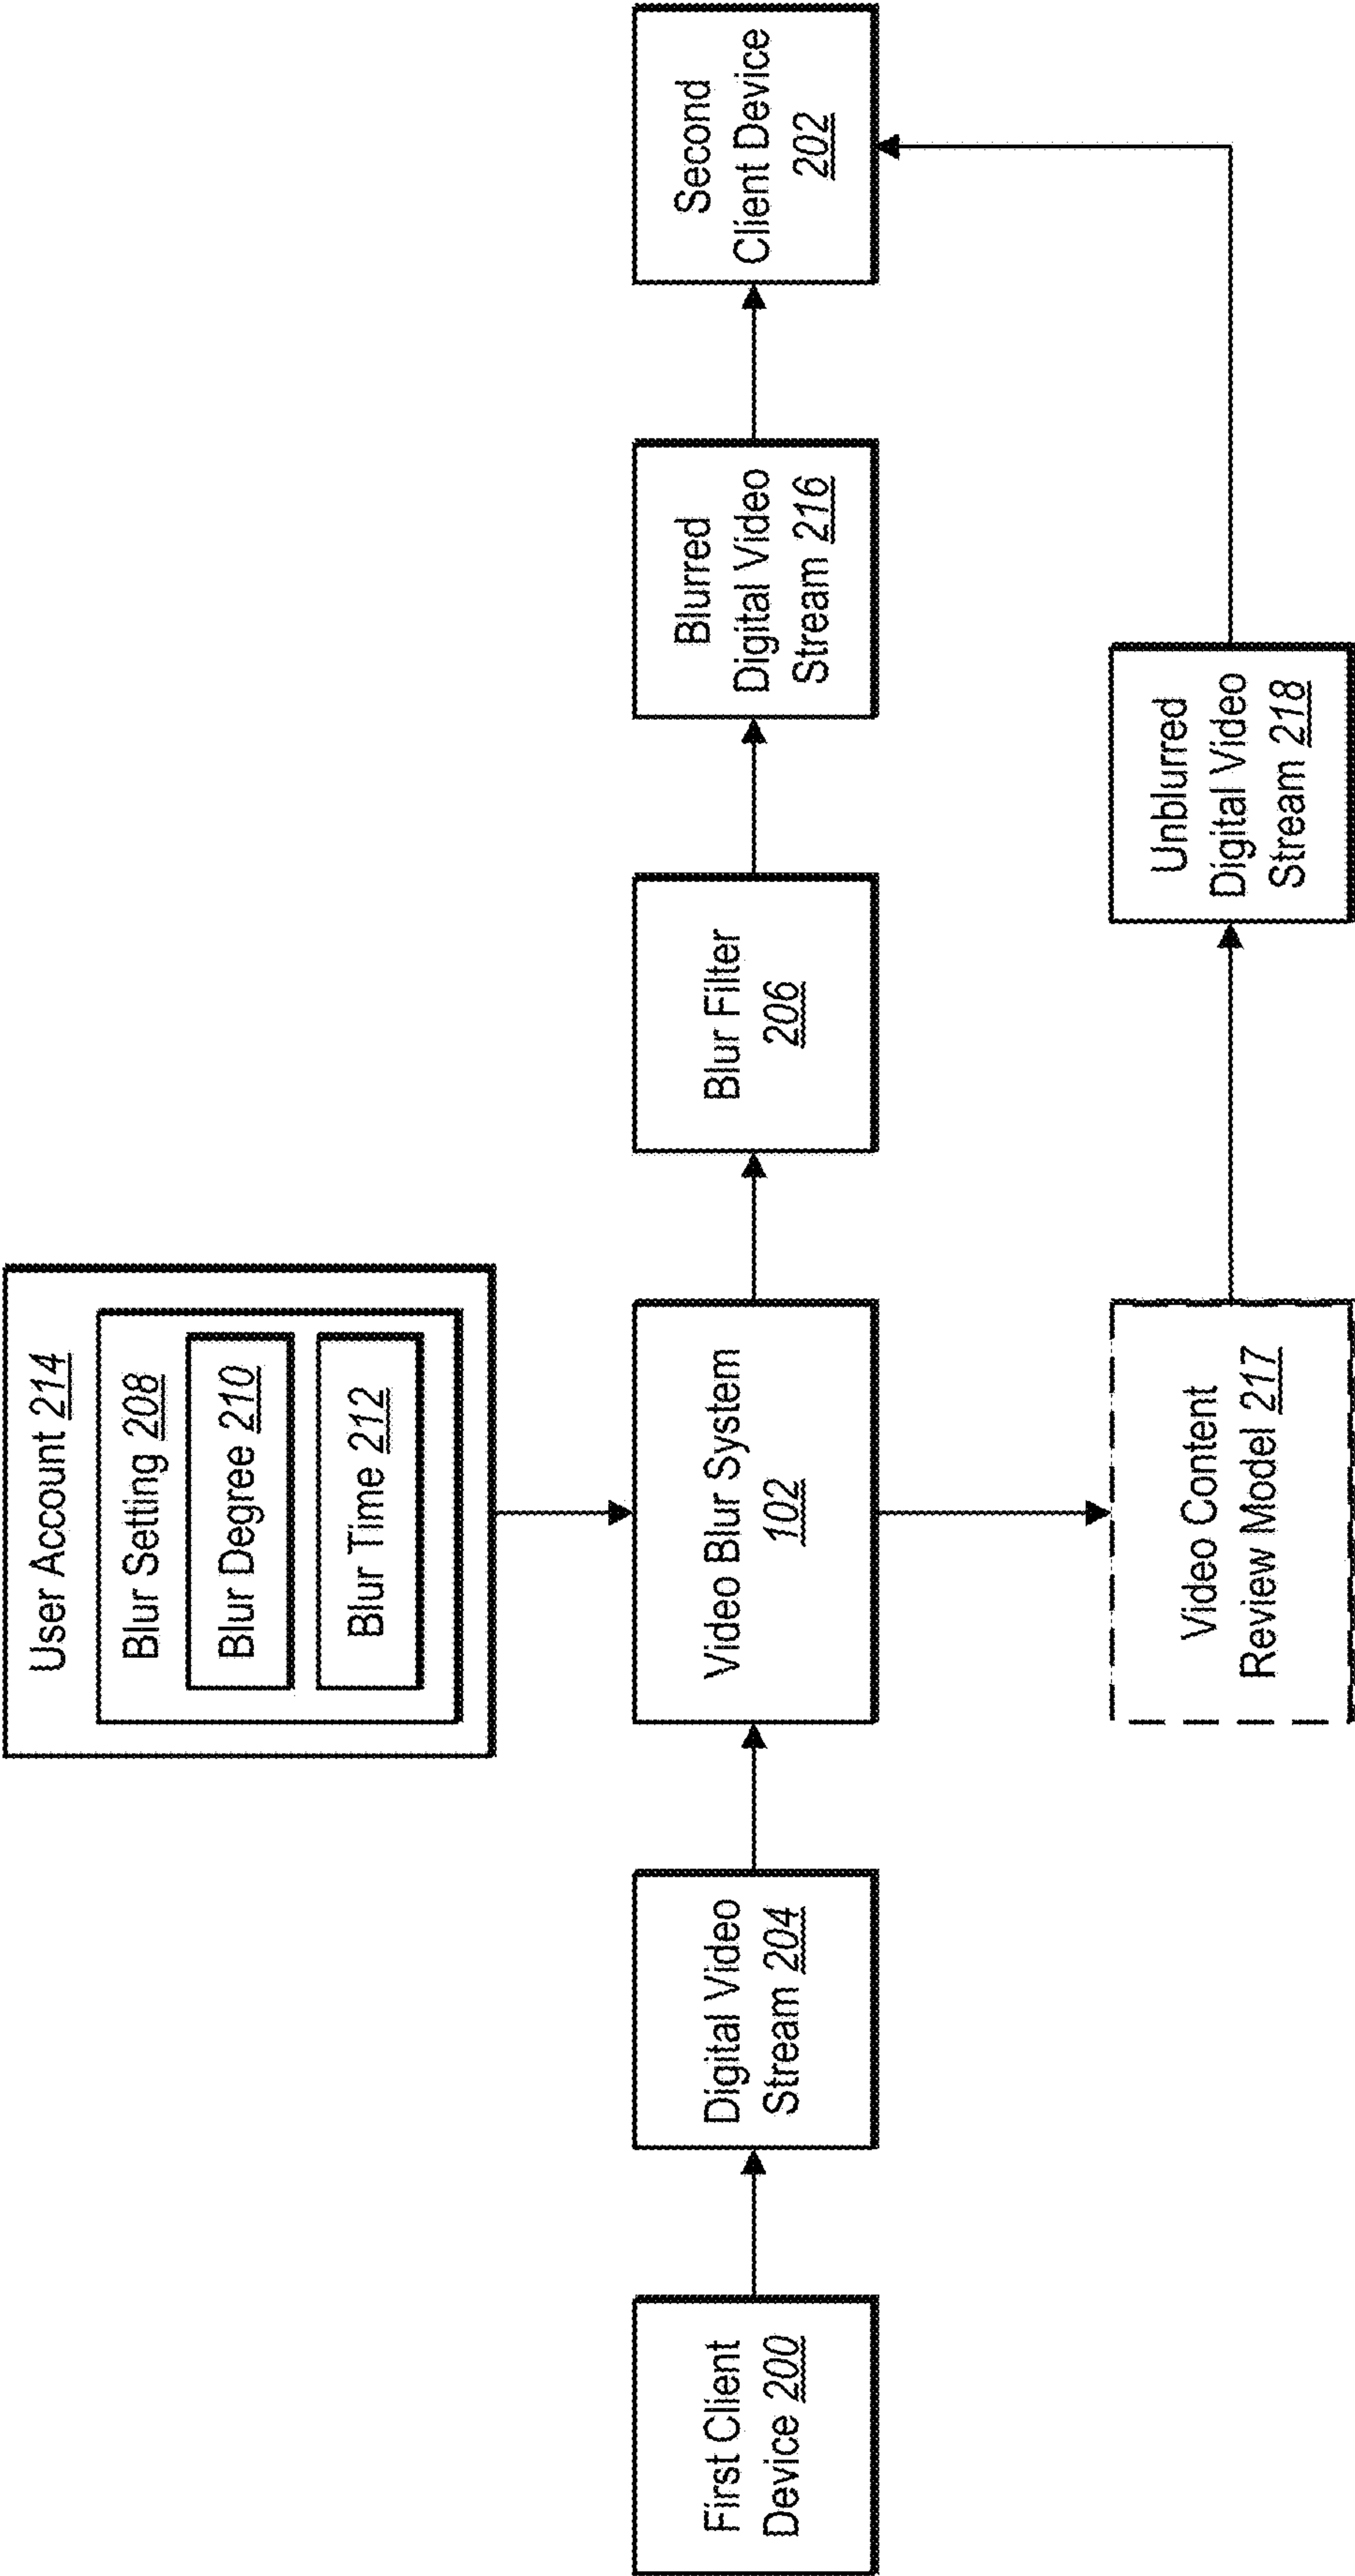 User Account 214
Blur Setting 208
Blur Degree 210
Blur Time 212
First Client
Device 200
Digital Video
Stream 204
Video Blur System
102
Blur Filter
206
Blurred
Digital Video
Stream 216
Second
Client Device
202
Video Content
Review Model 217
Unblurred
Digital Video
Stream 218